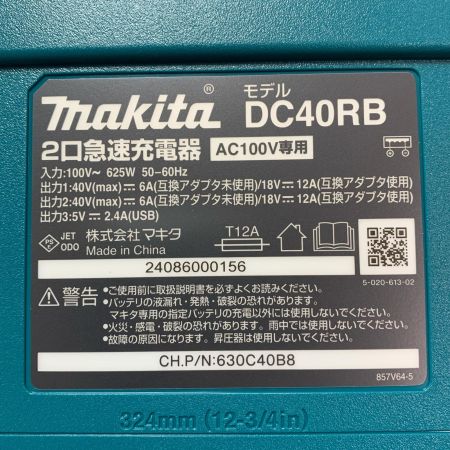 makita® モデル DC40RB
2口急速充電器 AC100V専用
入力:100V~ 625W 50-60Hz
出力1:40V(max)⎓6A(互換アダプタ未使用)/18V⎓12A(互換アダプタ使用)
出力2:40V(max)⎓6A(互換アダプタ未使用)/18V⎓12A(互換アダプタ使用)
出力3:5V⎓2.4A(USB)
PS E JET ODO 株式会社マキタ
Made in China
T12A
24086000156
5-020-613-02
警告
•ご使用前に取扱説明書を必ずよくお読みください。
•バッテリの液漏れ・発熱・破裂の恐れがあります。
マキタ専用の指定バッテリの充電以外には使用しないでください。
•火災・感電・破裂の恐れあり。雨中では使用しないでください。
•故障の原因になります。昇圧器は使用しないでください。
CH.P/N:630C40B8
857V64-5
324mm (12-3/4in)